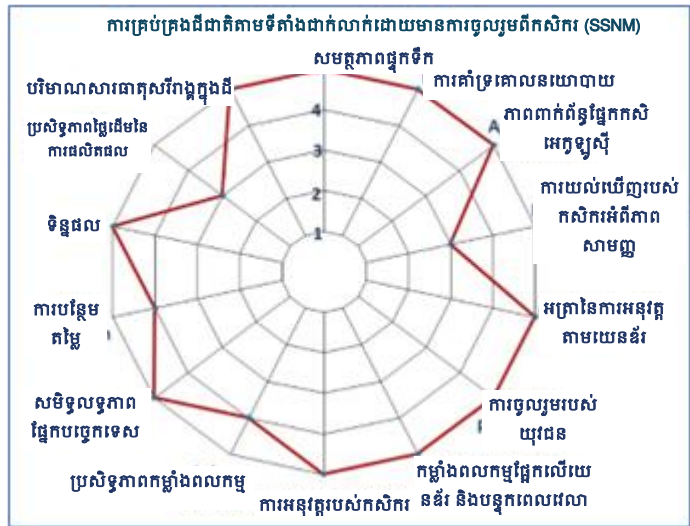 ការគ្រប់គ្រងជីជាតិតាមទីតាំងជាក់លាក់ដោយមានការចូលរួមពីកសិករ (SSNM)
សមត្ថភាពផ្ទុកទឹក
ការគាំទ្រគោលនយោបាយ
ភាពពាក់ព័ន្ធផ្នែកកសិ
អេកូឡូស៊ី
ការយល់ឃើញរបស់
កសិករអំពីភាព
សាមញ្ញ
អត្រានៃការអនុវត្ត
តាមយេនឌ័រ
ការចូលរួមរបស់
យុវជន
កម្លាំងពលកម្មផ្អែកលើយេ
នឌ័រ និងបន្ទុកពេលវេលា
ការអនុវត្តរបស់កសិករ
ប្រសិទ្ធភាពកម្លាំងពលកម្ម
សមិទ្ធលទ្ធភាព
ផ្នែកបច្ចេកទេស
ការបន្ថែម
តម្លៃ
ទិន្នផល
ប្រសិទ្ធភាពថ្លៃដើមនៃ
ការផលិតផល
បរិមាណសារធាតុសរីរាង្គក្នុងដី
4
3
2
1